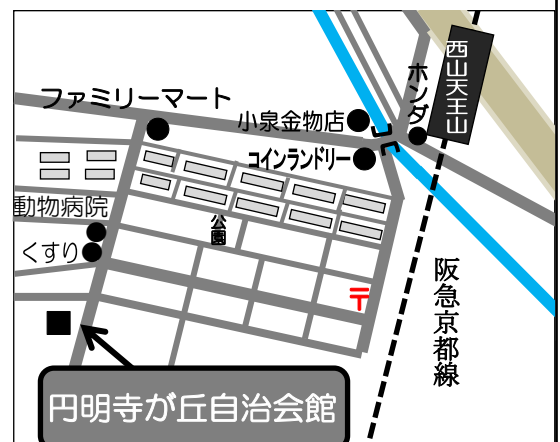 西山天王山
ホンダ
ファミリーマート
小泉金物店
コインランドリー
動物病院
公園
くすり
〒
阪急京都線
円明寺が丘自治会館